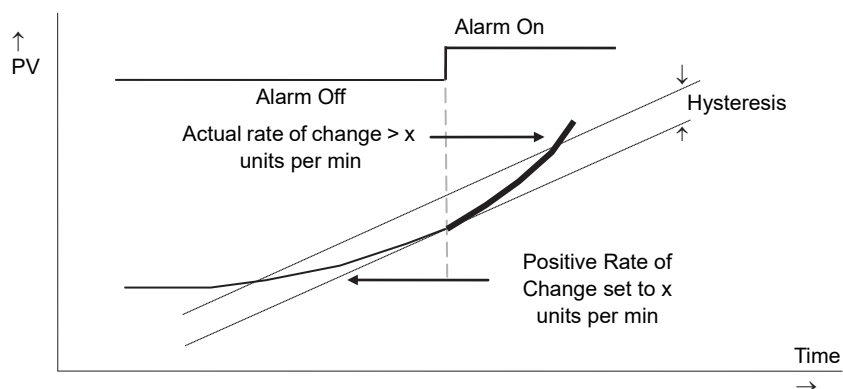 Alarm On
↑
PV
Alarm Off
Hysteresis
Actual rate of change > x
units per min
Positive Rate of
Change set to x
units per min
Time
→